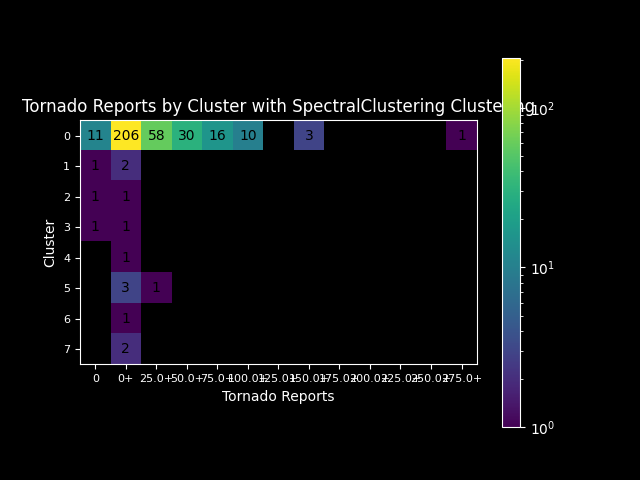 Tornado Reports by Cluster with SpectralClustering Clustering
0 11 206 58 30 16 10 3 1
1 1 2
2 1 1
3 1 1
4 1
5 3 1
6 1
7 2
Cluster
0 0+ 25.0+ 50.0+ 75.0+ 100.0+ 125.0+ 150.0+ 175.0+ 200.0+ 225.0+ 250.0+ 275.0+
Tornado Reports
10²
10¹
10⁰